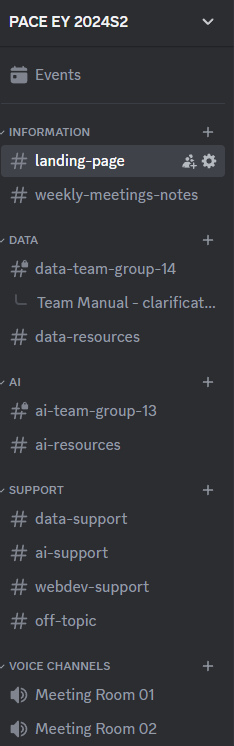 PACE EY 2024S2
Events
INFORMATION
landing-page
weekly-meetings-notes
DATA
data-team-group-14
Team Manual - clarificat...
data-resources
AI
ai-team-group-13
ai-resources
SUPPORT
data-support
ai-support
webdev-support
off-topic
VOICE CHANNELS
Meeting Room 01
Meeting Room 02